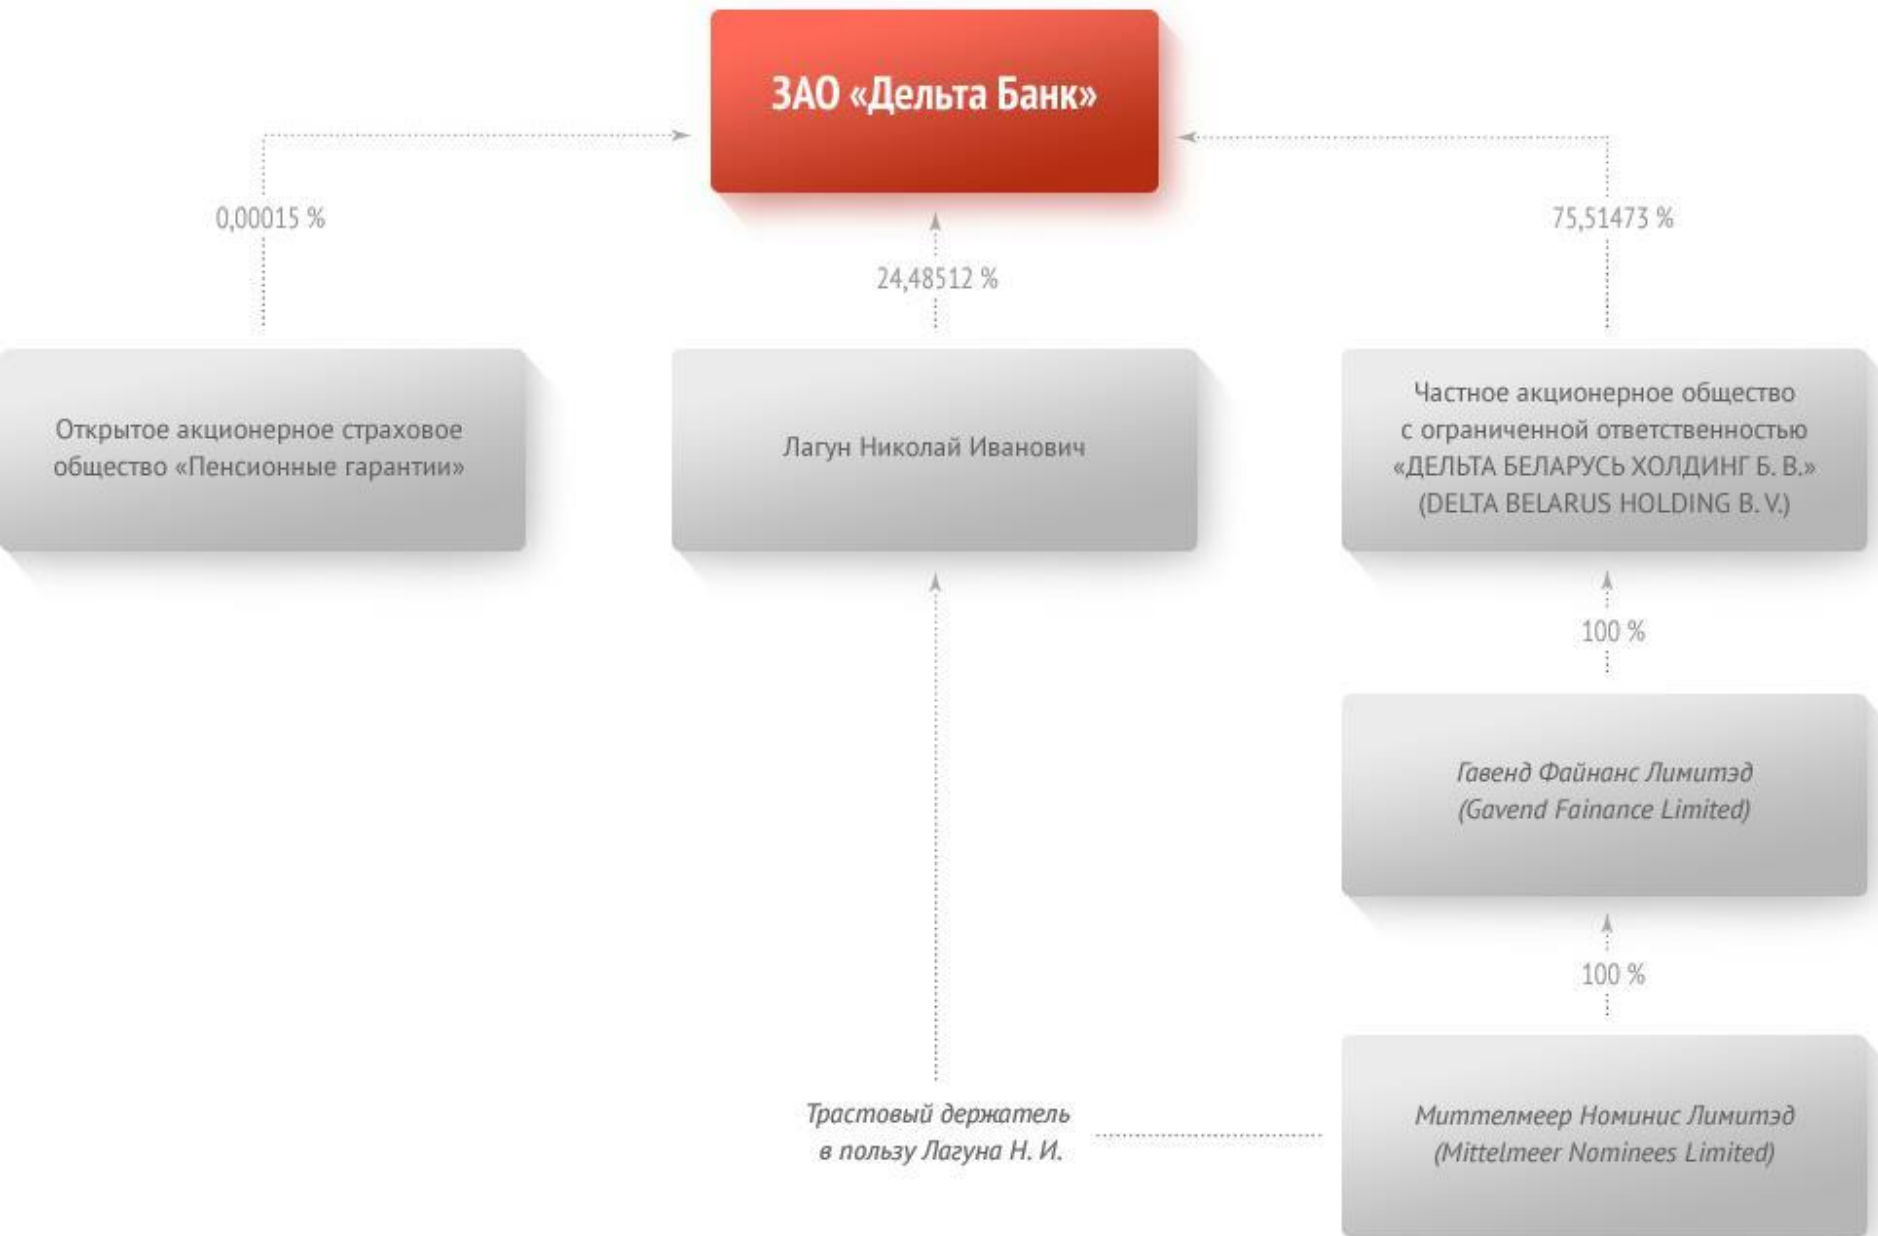 ЗАО «Дельта Банк»
0,00015 %
75,51473 %
24,48512 %
Открытое акционерное страховое
общество «Пенсионные гарантии»
Лагун Николай Иванович
Частное акционерное общество
с ограниченной ответственностью
«ДЕЛЬТА БЕЛАРУСЬ ХОЛДИНГ Б. В.»
(DELTA BELARUS HOLDING B. V.)
100 %
Гавенд Файнанс Лимитэд
(Gavend Fainance Limited)
100 %
Трастовый держатель
в пользу Лагуна Н. И.
Миттелмеер Номинис Лимитэд
(Mittelmeer Nominees Limited)